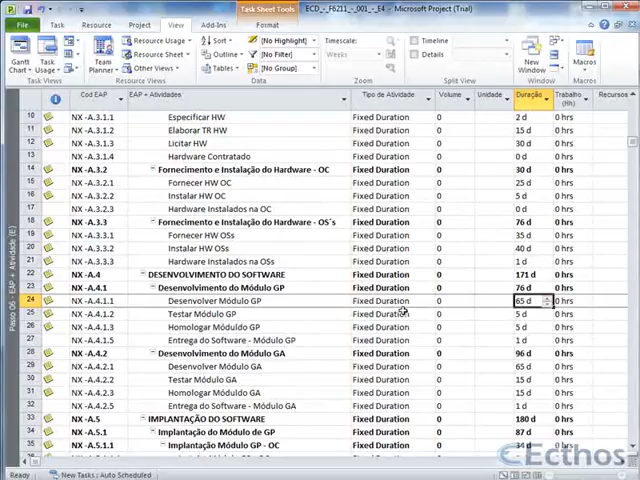 Task Sheet Tools
ECD_-_F6211_-_001_-_E4 - Microsoft Project (Trial)
File Task Resource Project View Add-Ins Format
Gantt Chart
Task Usage
Task Views
Team Planner
Resource Usage
Resource Sheet
Other Views
Resource Views
Sort
Outline
Tables
[No Highlight]
[No Filter]
[No Group]
Data
Zoom
Timeline
Details
Split View
New Window
Window
Macros
Macros
Cod EAP EAP + Atividades Tipo de Atividade Volume Unidade Duração Trabalho (Hh) Recursos
10 NX -A.3.1.1 Especificar HW Fixed Duration 0 2 d 0 hrs
11 NX -A.3.1.2 Elaborar TR HW Fixed Duration 0 15 d 0 hrs
12 NX -A.3.1.3 Licitar HW Fixed Duration 0 30 d 0 hrs
13 NX -A.3.1.4 Hardware Contratado Fixed Duration 0 0 d 0 hrs
14 NX -A.3.2 Fornecimento e Instalação do Hardware - OC Fixed Duration 0 30 d 0 hrs
15 NX -A.3.2.1 Fornecer HW OC Fixed Duration 0 25 d 0 hrs
16 NX -A.3.2.2 Instalar HW OC Fixed Duration 0 5 d 0 hrs
17 NX -A.3.2.3 Hardware Instalados na OC Fixed Duration 0 0 d 0 hrs
18 NX -A.3.3 Fornecimento e Instalação do Hardware - OS´s Fixed Duration 0 76 d 0 hrs
19 NX -A.3.3.1 Fornecer HW OSs Fixed Duration 0 35 d 0 hrs
20 NX -A.3.3.2 Instalar HW OSs Fixed Duration 0 40 d 0 hrs
21 NX -A.3.3.3 Hardware Instalados na OSs Fixed Duration 0 1 d 0 hrs
22 NX -A.4 DESENVOLVIMENTO DO SOFTWARE Fixed Duration 0 171 d 0 hrs
23 NX -A.4.1 Desenvolvimento do Módulo GP Fixed Duration 0 76 d 0 hrs
24 NX -A.4.1.1 Desenvolver Módulo GP Fixed Duration 0 65 d 0 hrs
25 NX -A.4.1.2 Testar Módulo GP Fixed Duration 0 5 d 0 hrs
26 NX -A.4.1.3 Homologar Módulo GP Fixed Duration 0 5 d 0 hrs
27 NX -A.4.1.5 Entrega do Software - Módulo GP Fixed Duration 0 1 d 0 hrs
28 NX -A.4.2 Desenvolvimento do Módulo GA Fixed Duration 0 96 d 0 hrs
29 NX -A.4.2.1 Desenvolver Módulo GA Fixed Duration 0 65 d 0 hrs
30 NX -A.4.2.2 Testar Módulo GA Fixed Duration 0 15 d 0 hrs
31 NX -A.4.2.3 Homologar Módulo GA Fixed Duration 0 15 d 0 hrs
32 NX -A.4.2.5 Entrega do Software - Módulo GA Fixed Duration 0 1 d 0 hrs
33 NX -A.5 IMPLANTAÇÃO DO SOFTWARE Fixed Duration 0 180 d 0 hrs
34 NX -A.5.1 Implantação do Módulo de GP Fixed Duration 0 87 d 0 hrs
35 NX -A.5.1.1 Implantação Módulo GP - OC Fixed Duration 0 34 d 0 hrs
Passo 06 - EAP + Atividade (E)
Ecthos
Ready New Tasks : Auto Scheduled